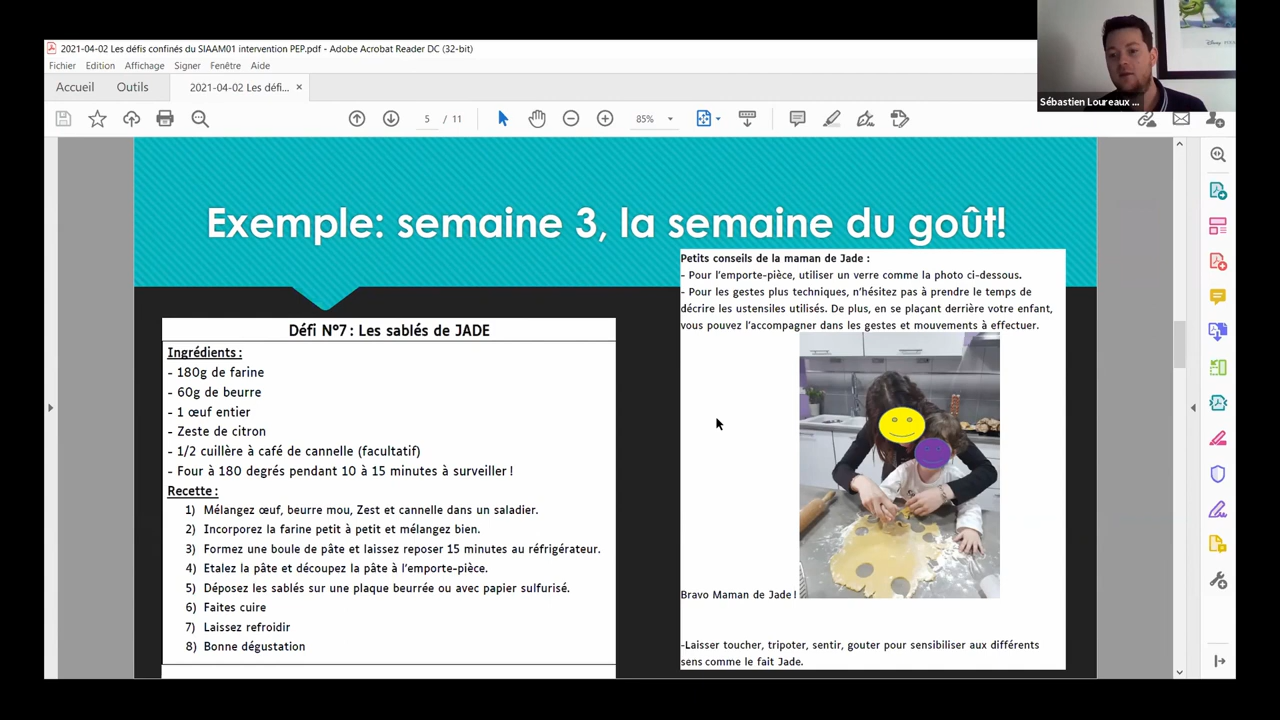 2021-04-02 Les défis confinés du SIAAM01 intervention PEP.pdf - Adobe Acrobat Reader DC (32-bit)
Fichier Edition Affichage Signer Fenêtre Aide
Accueil Outils 2021-04-02 Les défi... ×
5 / 11 85%
Sébastien Loureaux ...
Exemple: semaine 3, la semaine du goût!
Défi N°7 : Les sablés de JADE
Ingrédients :
- 180g de farine
- 60g de beurre
- 1 œuf entier
- Zeste de citron
- 1/2 cuillère à café de cannelle (facultatif)
- Four à 180 degrés pendant 10 à 15 minutes à surveiller !
Recette :
1) Mélangez œuf, beurre mou, Zest et cannelle dans un saladier.
2) Incorporez la farine petit à petit et mélangez bien.
3) Formez une boule de pâte et laissez reposer 15 minutes au réfrigérateur.
4) Etalez la pâte et découpez la pâte à l'emporte-pièce.
5) Déposez les sablés sur une plaque beurrée ou avec papier sulfurisé.
6) Faites cuire
7) Laissez refroidir
8) Bonne dégustation
Petits conseils de la maman de Jade :
- Pour l'emporte-pièce, utiliser un verre comme la photo ci-dessous.
- Pour les gestes plus techniques, n'hésitez pas à prendre le temps de
décrire les ustensiles utilisés. De plus, en se plaçant derrière votre enfant,
vous pouvez l'accompagner dans les gestes et mouvements à effectuer.
Bravo Maman de Jade !
-Laisser toucher, tripoter, sentir, gouter pour sensibiliser aux différents
sens comme le fait Jade.